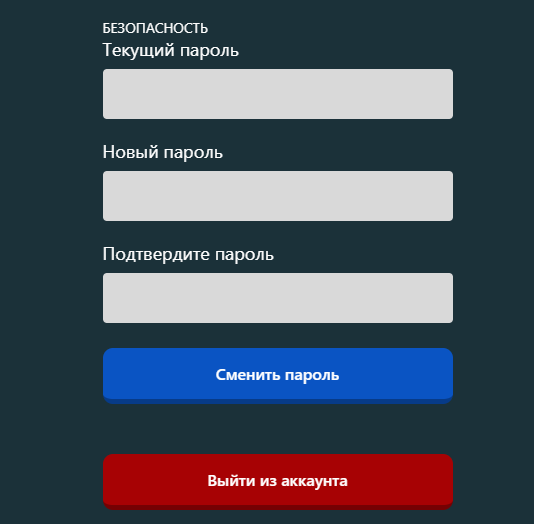 БЕЗОПАСНОСТЬ
Текущий пароль
Новый пароль
Подтвердите пароль
Сменить пароль
Выйти из аккаунта